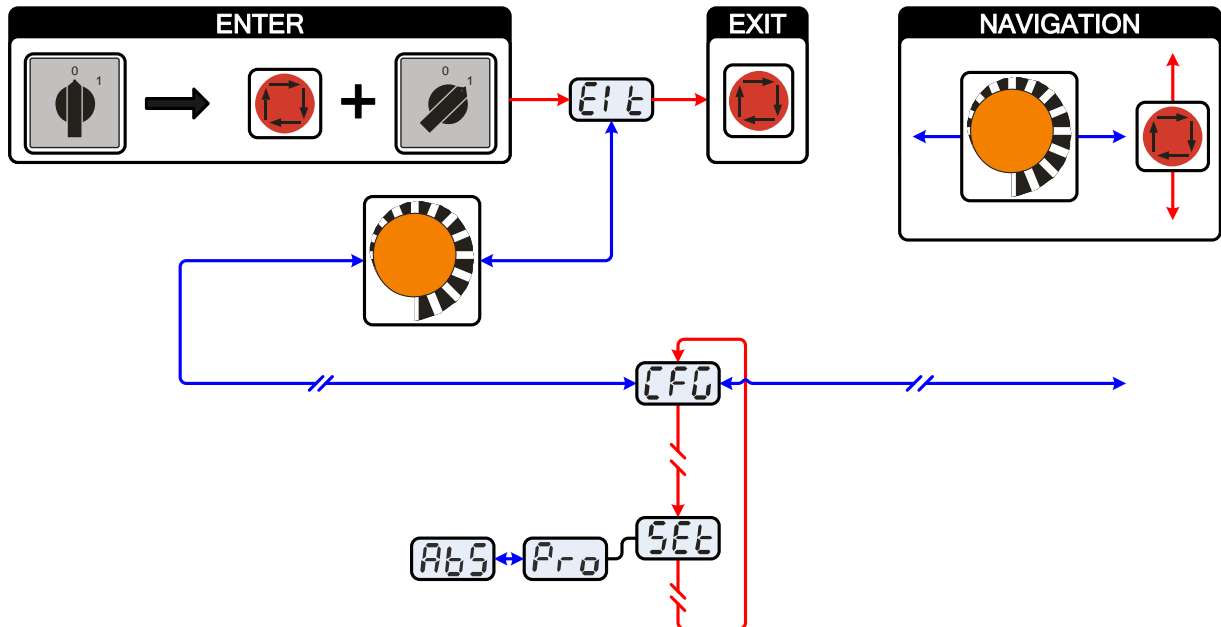 ENTER
EXIT
NAVIGATION
0
1
+
0
1
EIt
CFG
SEt
AbS
Pro